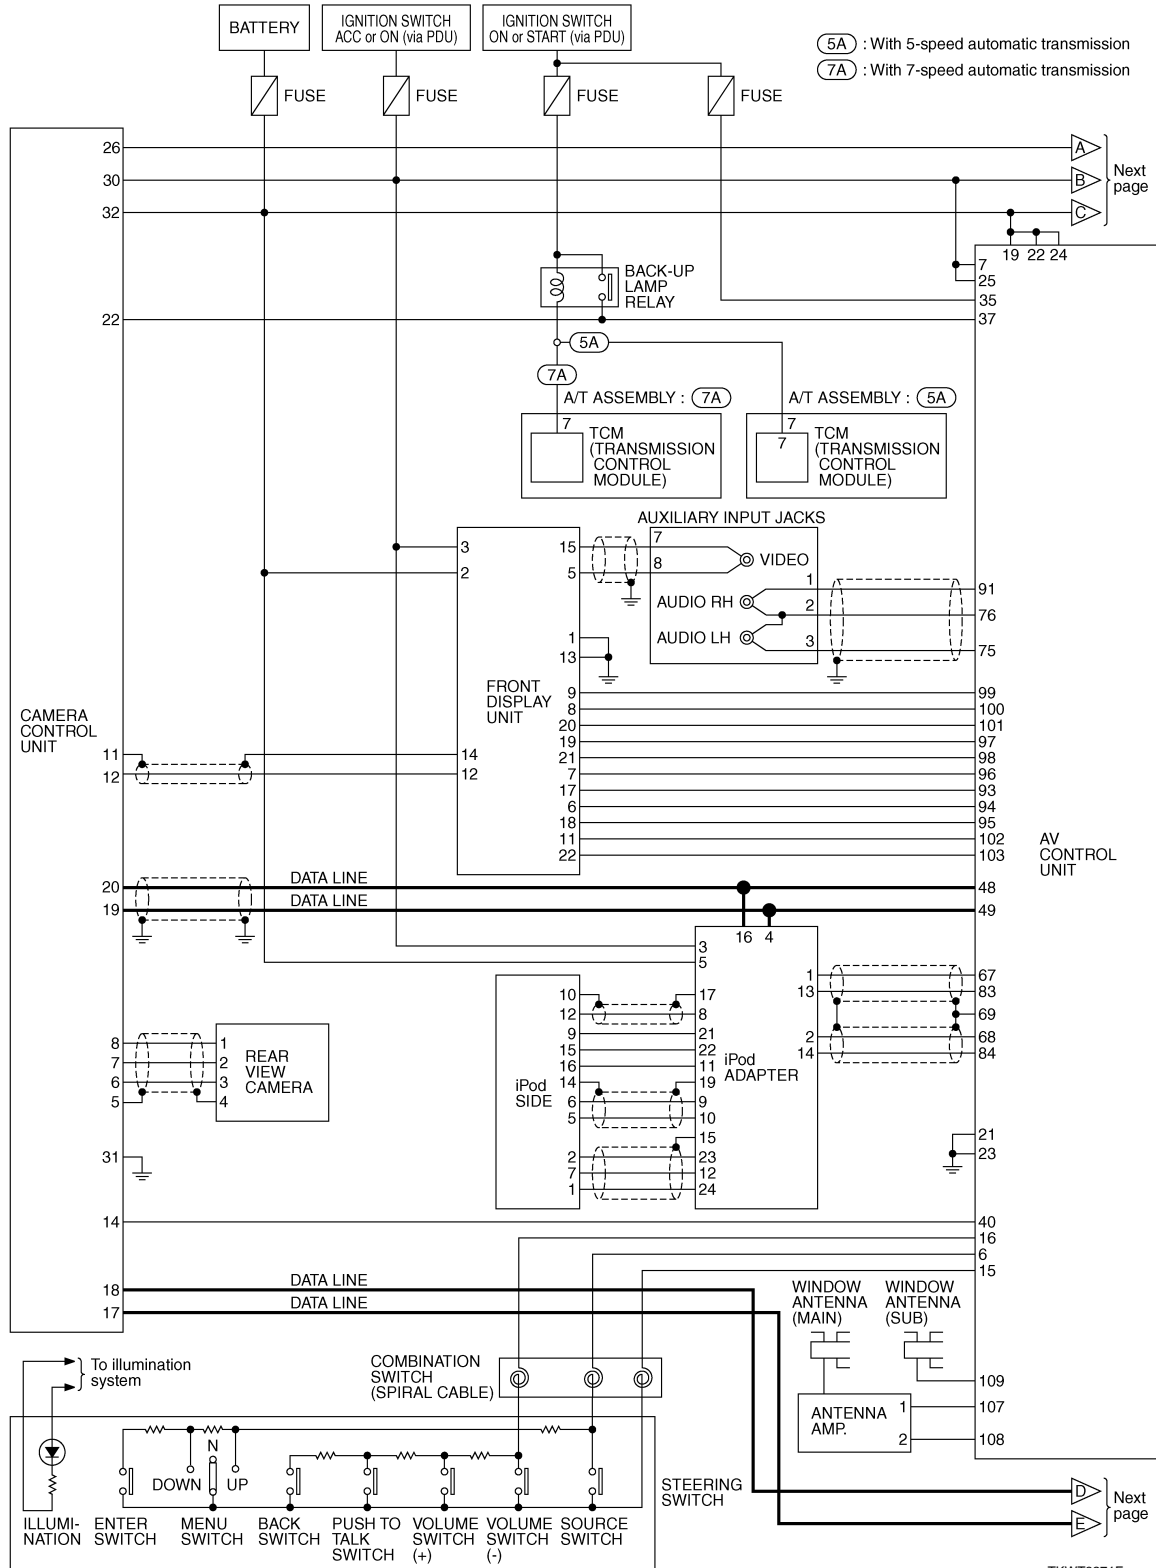 BATTERY
IGNITION SWITCH
ACC or ON (via PDU)
IGNITION SWITCH
ON or START (via PDU)
5A : With 5-speed automatic transmission
7A : With 7-speed automatic transmission
FUSE
FUSE
FUSE
FUSE
26
A
30
B
Next
page
32
C
19 22 24
7
25
BACK-UP
LAMP
RELAY
35
22
37
5A
7A
A/T ASSEMBLY : 7A
A/T ASSEMBLY : 5A
7
TCM
(TRANSMISSION
CONTROL
MODULE)
7
7
TCM
(TRANSMISSION
CONTROL
MODULE)
AUXILIARY INPUT JACKS
3
15
7
2
5
8
VIDEO
1
91
AUDIO RH
2
76
AUDIO LH
3
75
1
13
FRONT
DISPLAY
UNIT
9
99
8
100
20
101
19
97
21
98
7
96
17
93
6
94
18
95
11
102
22
103
CAMERA
CONTROL
UNIT
11
14
12
12
AV
CONTROL
UNIT
20
DATA LINE
48
19
DATA LINE
49
16 4
3
5
1
67
13
83
69
2
68
14
84
iPod
ADAPTER
iPod
SIDE
10
17
12
8
9
21
15
22
16
11
14
19
6
9
5
10
15
2
23
7
12
1
24
8
1
7
2
6
3
5
4
REAR
VIEW
CAMERA
31
21
23
14
40
16
6
15
18
DATA LINE
17
DATA LINE
WINDOW
ANTENNA
(MAIN)
WINDOW
ANTENNA
(SUB)
109
ANTENNA
AMP.
1
107
2
108
To illumination
system
COMBINATION
SWITCH
(SPIRAL CABLE)
N
DOWN
UP
STEERING
SWITCH
D
E
Next
page
ILLUMI-
NATION
ENTER
SWITCH
MENU
SWITCH
BACK
SWITCH
PUSH TO
TALK
SWITCH
VOLUME
SWITCH
(+)
VOLUME
SWITCH
(-)
SOURCE
SWITCH